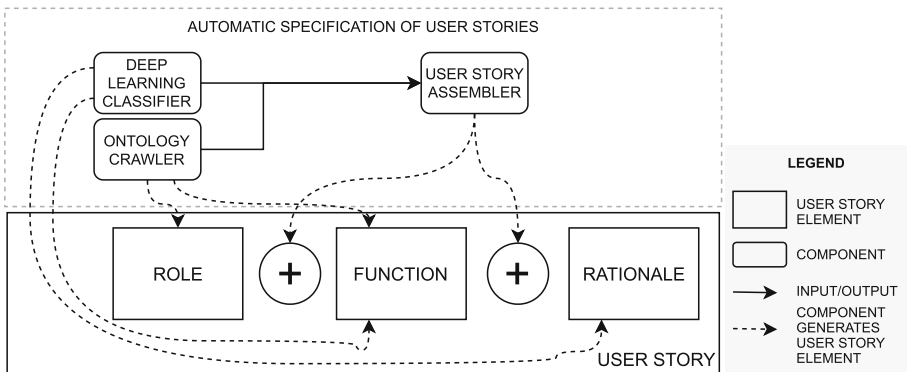 AUTOMATIC SPECIFICATION OF USER STORIES
DEEP
LEARNING
CLASSIFIER
USER STORY
ASSEMBLER
ONTOLOGY
CRAWLER
ROLE
+
FUNCTION
+
RATIONALE
USER STORY
LEGEND
USER STORY
ELEMENT
COMPONENT
INPUT/OUTPUT
COMPONENT
GENERATES
USER STORY
ELEMENT